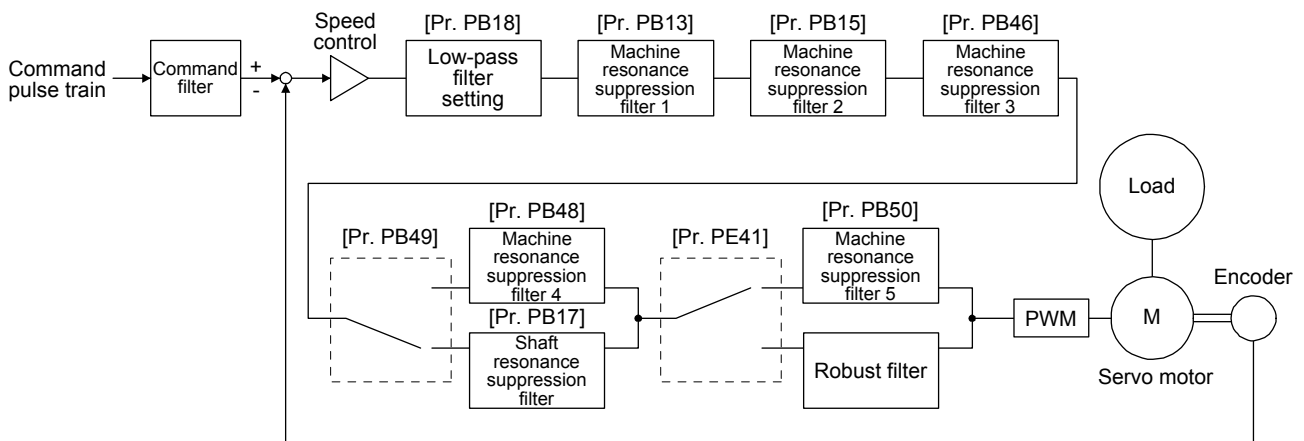 Command
pulse train
Command
filter
+
-
Speed
control
[Pr. PB18]
Low-pass
filter
setting
[Pr. PB13]
Machine
resonance
suppression
filter 1
[Pr. PB15]
Machine
resonance
suppression
filter 2
[Pr. PB46]
Machine
resonance
suppression
filter 3
[Pr. PB49]
[Pr. PB48]
Machine
resonance
suppression
filter 4
[Pr. PB17]
Shaft
resonance
suppression
filter
[Pr. PE41]
[Pr. PB50]
Machine
resonance
suppression
filter 5
Robust filter
PWM
Load
M
Servo motor
Encoder